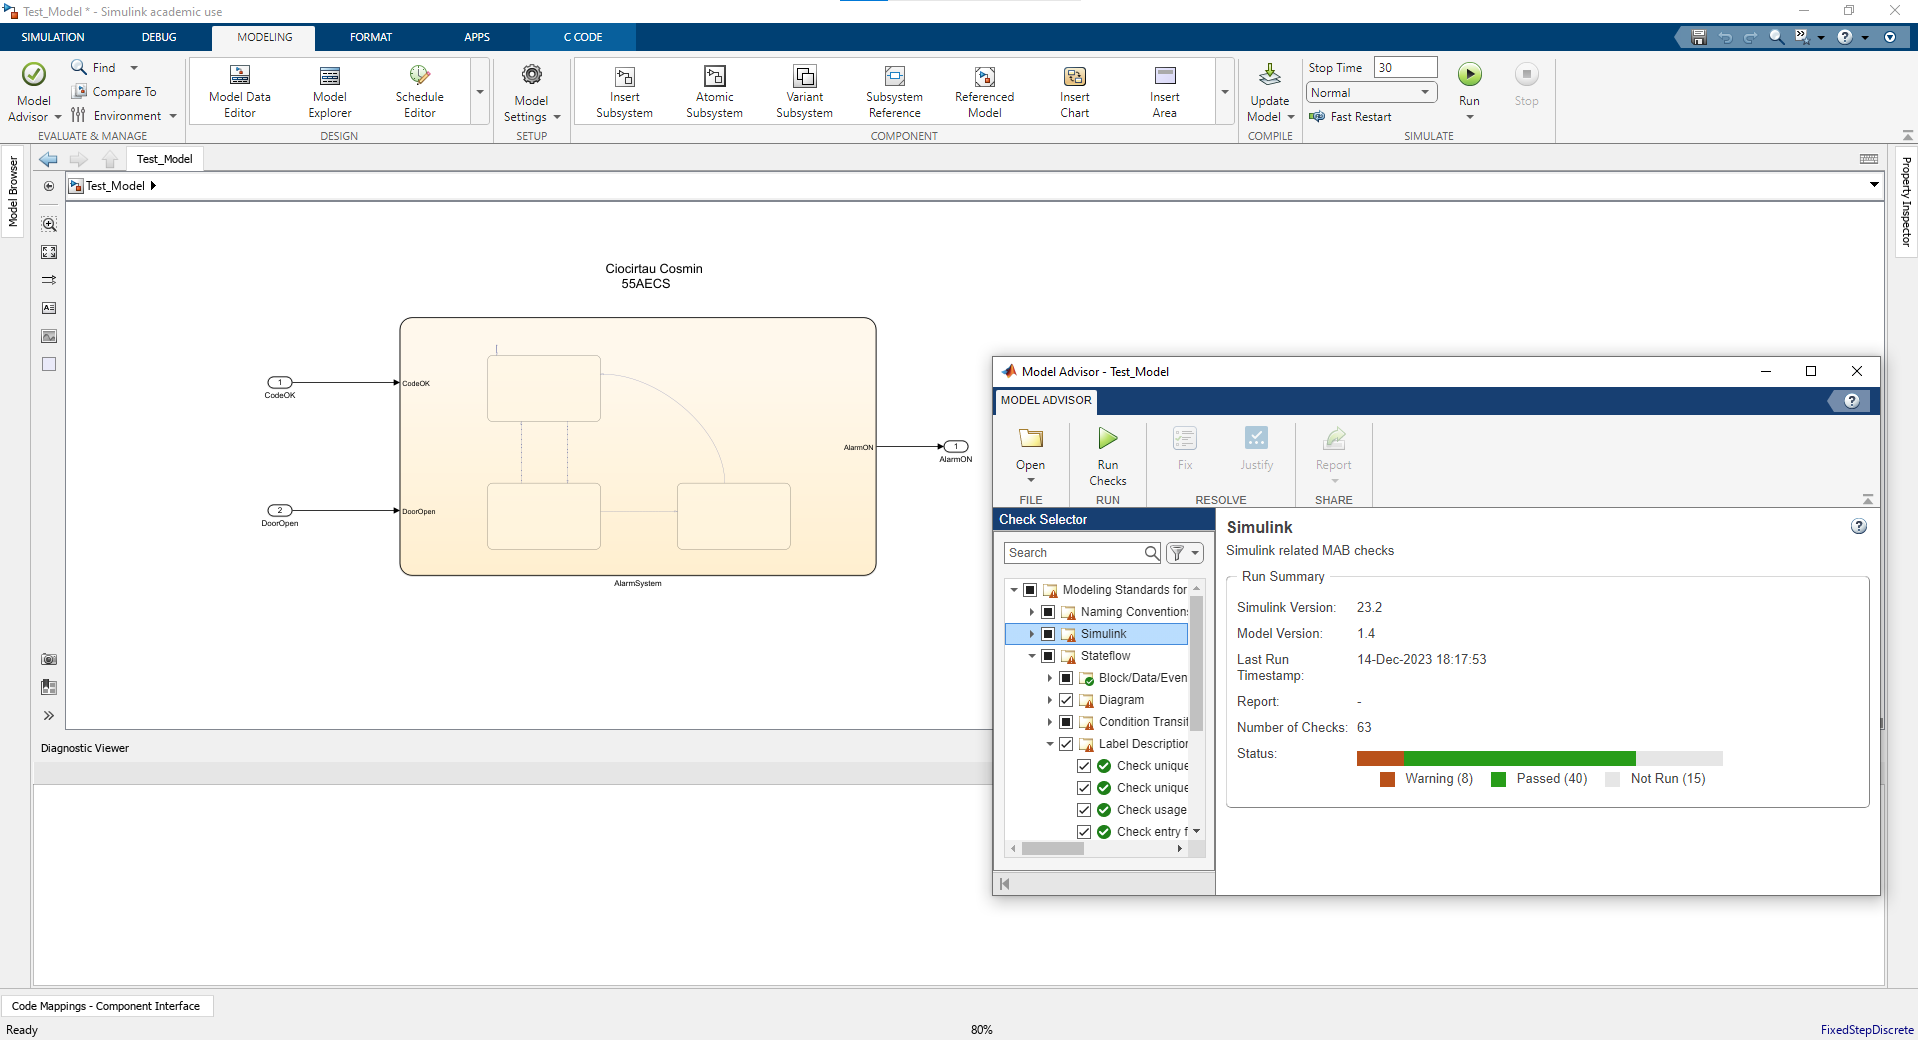 Test_Model * - Simulink academic use
SIMULATION
DEBUG
MODELING
FORMAT
APPS
C CODE
Model
Advisor
Find
Compare To
Environment
EVALUATE & MANAGE
Model Data
Editor
Model
Explorer
Schedule
Editor
DESIGN
Model
Settings
SETUP
Insert
Subsystem
Atomic
Subsystem
Variant
Subsystem
Subsystem
Reference
Referenced
Model
Insert
Chart
Insert
Area
COMPONENT
Update
Model
COMPILE
Stop Time 30
Normal
Fast Restart
Run
Stop
SIMULATE
Model Browser
Test_Model
Test_Model
Property Inspector
Ciocirtau Cosmin
55AECS
1
CodeOK
CodeOK
2
DoorOpen
DoorOpen
AlarmON
1
AlarmON
AlarmSystem
Diagnostic Viewer
Model Advisor - Test_Model
MODEL ADVISOR
Open
FILE
Run
Checks
RUN
Fix
Justify
RESOLVE
Report
SHARE
Check Selector
Search
Modeling Standards for
Naming Conventions
Simulink
Stateflow
Block/Data/Even
Diagram
Condition Transit
Label Description
Check unique
Check unique
Check usage
Check entry f
Simulink
Simulink related MAB checks
Run Summary
Simulink Version: 23.2
Model Version: 1.4
Last Run
Timestamp: 14-Dec-2023 18:17:53
Report: -
Number of Checks: 63
Status:
Warning (8) Passed (40) Not Run (15)
Code Mappings - Component Interface
Ready
80%
FixedStepDiscrete